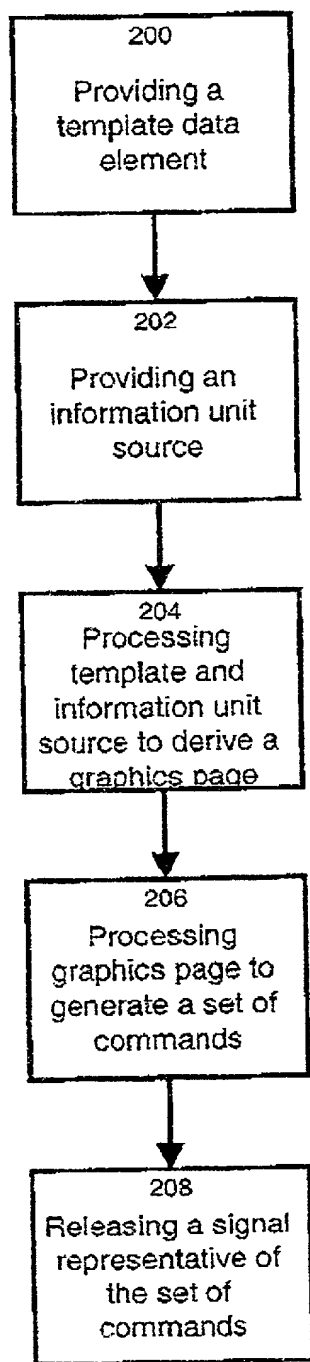 200
Providing a
template data
element
202
Providing an
information unit
source
204
Processing
template and
information unit
source to derive a
graphics page
206
Processing
graphics page to
generate a set of
commands
208
Releasing a signal
representative of
the set of
commands